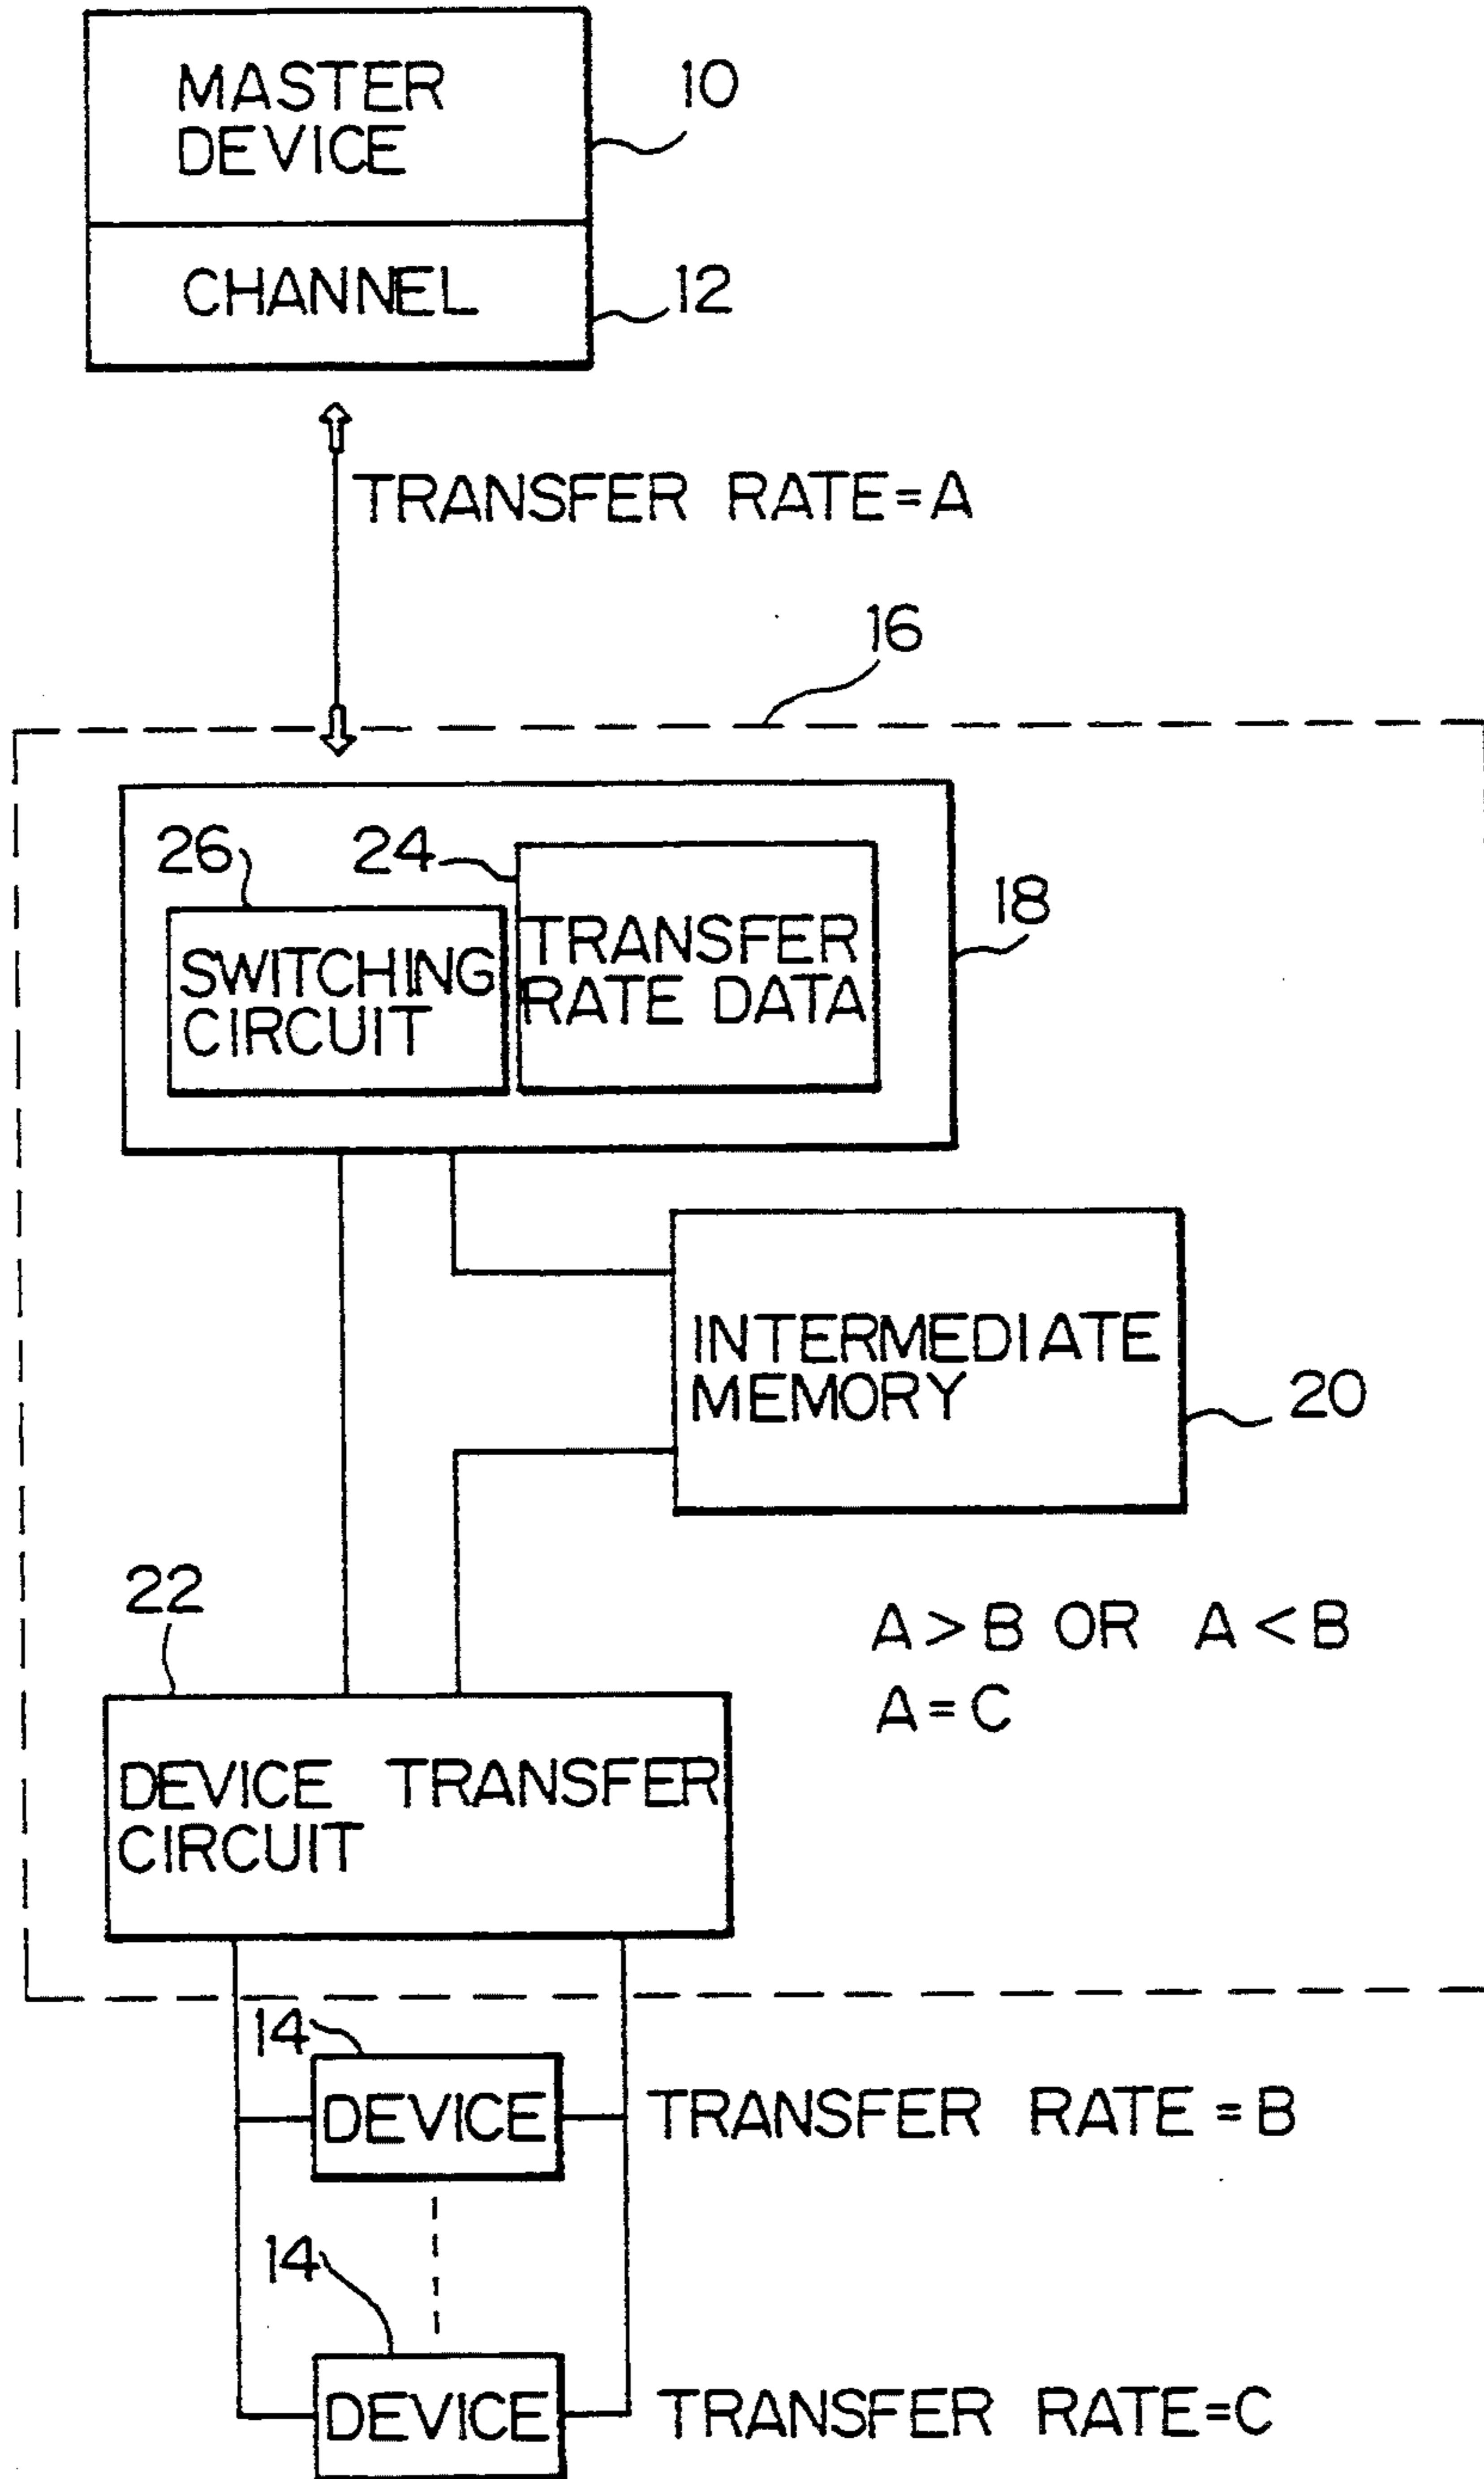 MASTER
DEVICE
10
CHANNEL
12
TRANSFER RATE=A
16
26
24
18
SWITCHING
CIRCUIT
TRANSFER
RATE DATA
INTERMEDIATE
MEMORY
20
22
A>B OR A<B
A=C
DEVICE TRANSFER
CIRCUIT
14
DEVICE
TRANSFER RATE=B
14
DEVICE
TRANSFER RATE=C